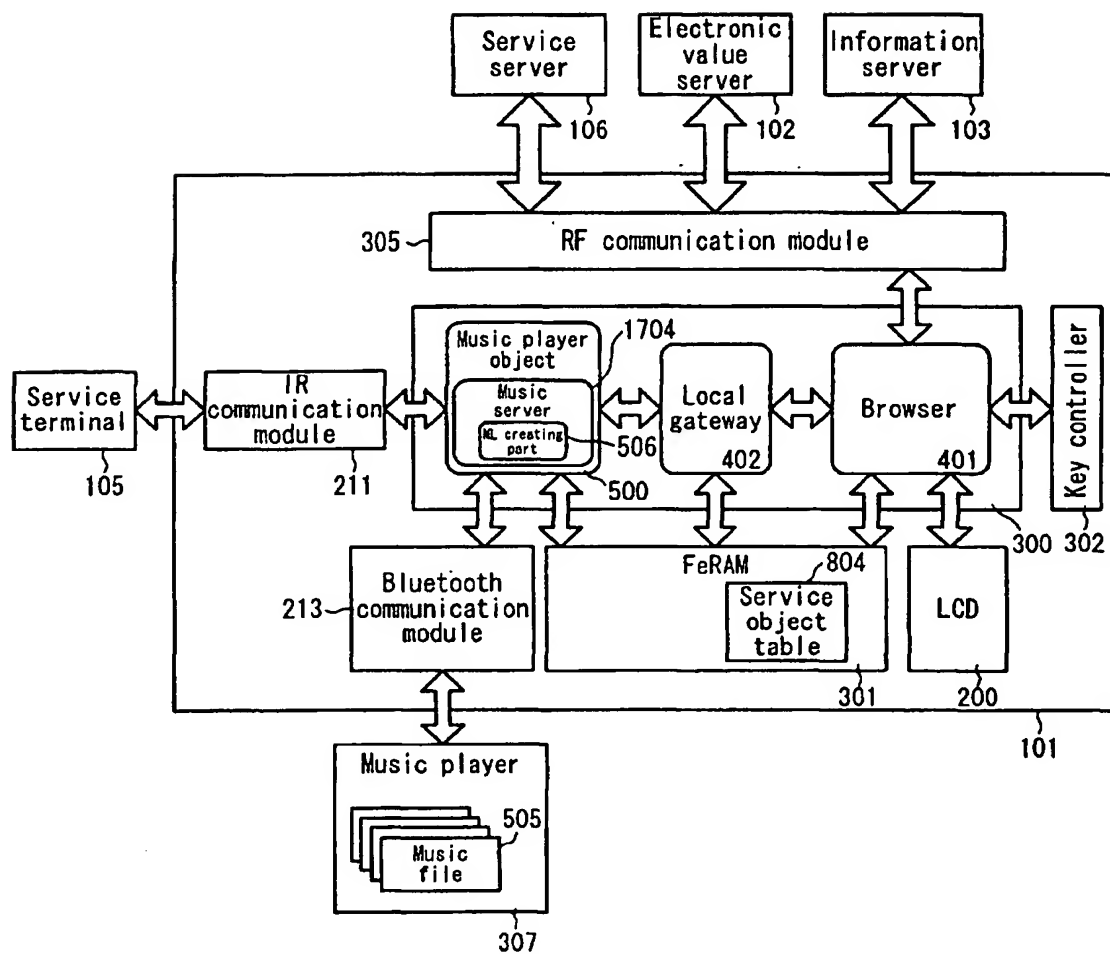 Service
server
106
Electronic
value
server
102
Information
server
103
305
RF communication module
Music player
object
1704
Music
server
ML creating
part
506
500
Local
gateway
402
Browser
401
Key controller
302
Service
terminal
105
IR
communication
module
211
300
Bluetooth
communication
module
213
FeRAM
804
Service
object
table
301
LCD
200
101
Music player
505
Music
file
307